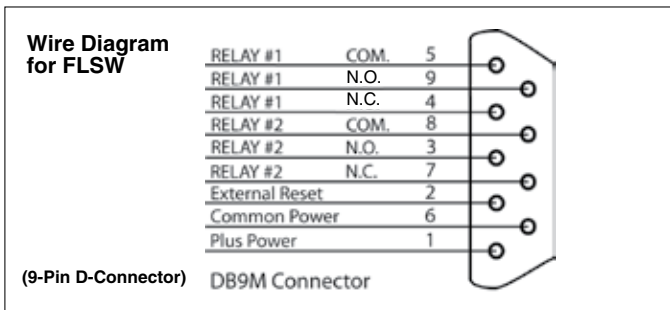 Wire Diagram
for FLSW
RELAY #1 COM. 5
RELAY #1 N.O. 9
RELAY #1 N.C. 4
RELAY #2 COM. 8
RELAY #2 N.O. 3
RELAY #2 N.C. 7
External Reset 2
Common Power 6
Plus Power 1
(9-Pin D-Connector) DB9M Connector